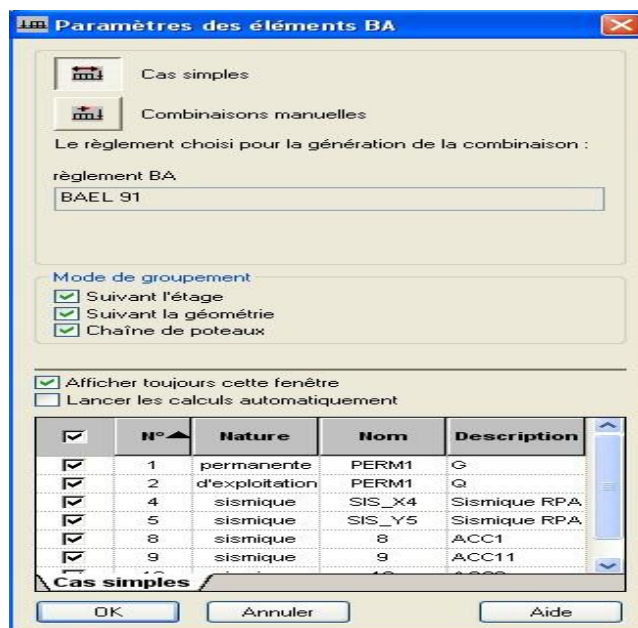 Paramètres des éléments BA
Cas simples
Combinaisons manuelles
Le règlement choisi pour la génération de la combinaison :
règlement BA
BAEL 91
Mode de groupement
Suivant l'étage
Suivant la géométrie
Chaîne de poteaux
Afficher toujours cette fenêtre
Lancer les calculs automatiquement
N° Nature Nom Description
1 permanente PERM1 G
2 d'exploitation PERM1 Q
4 sismique SIS_X4 Sismique RPA
5 sismique SIS_Y5 Sismique RPA
8 sismique 8 ACC1
9 sismique 9 ACC11
Cas simples
OK Annuler Aide